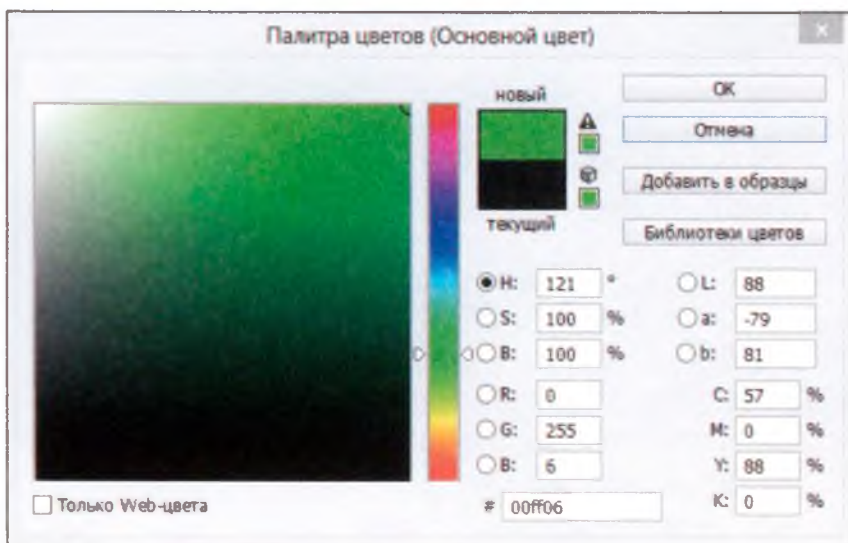 Палитра цветов (Основной цвет)
x
новый
текущий
OK
Отмена
Добавить в образцы
Библиотеки цветов
H: 121 °
S: 100 %
B: 100 %
R: 0
G: 255
B: 6
# 00ff06
L: 88
a: -79
b: 81
C: 57 %
M: 0 %
Y: 88 %
K: 0 %
Только Web-цвета